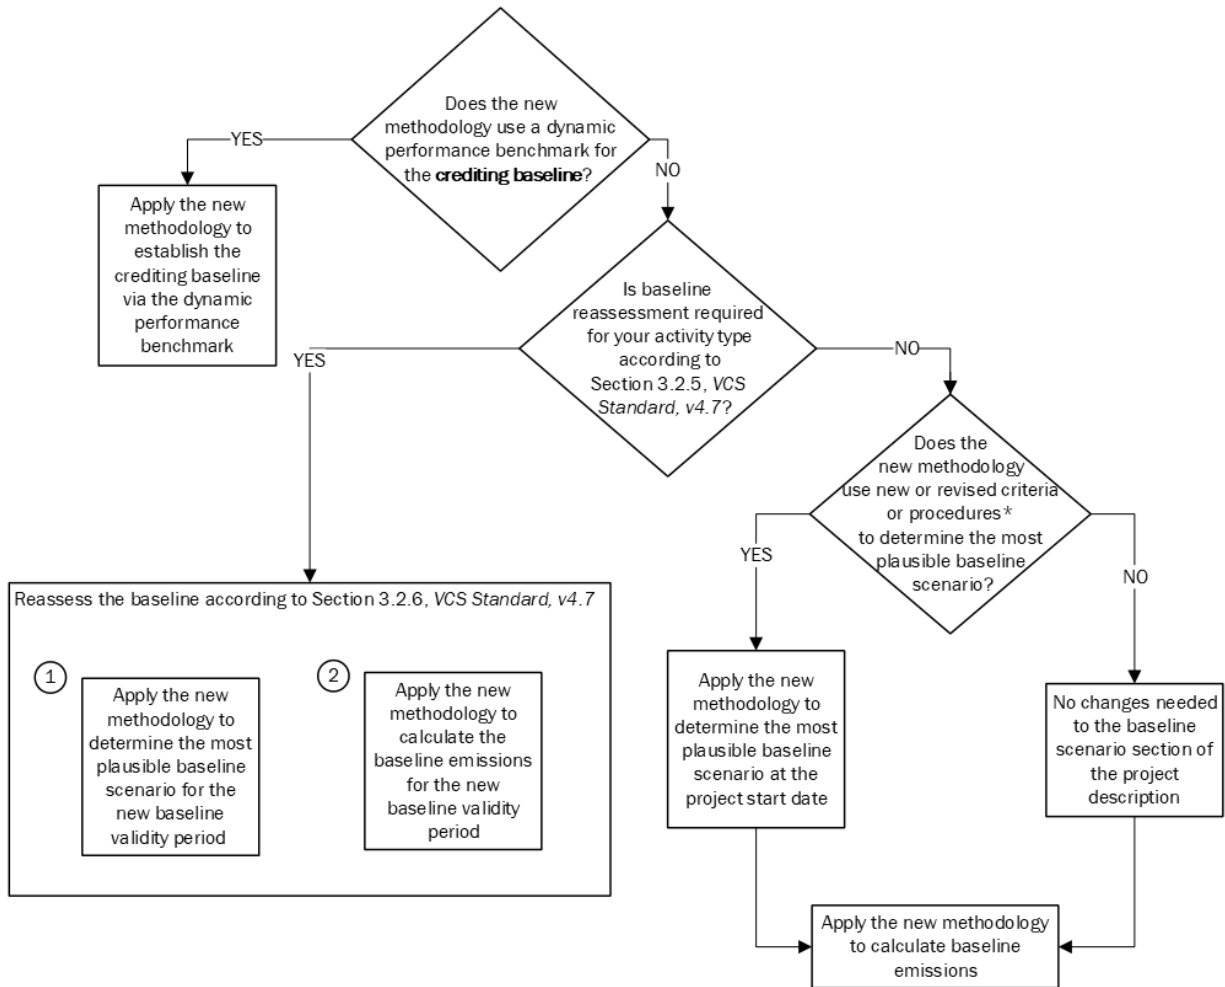 Does the new
methodology use a dynamic
performance benchmark for
the crediting baseline?
YES
NO
Apply the new
methodology to
establish the
crediting baseline
via the dynamic
performance
benchmark
Is baseline
reassessment required
for your activity type
according to
Section 3.2.5, VCS
Standard, v4.7?
YES
NO
Does the
new methodology
use new or revised criteria
or procedures*
to determine the most
plausible baseline
scenario?
YES
NO
Reassess the baseline according to Section 3.2.6, VCS Standard, v4.7
1
Apply the new
methodology to
determine the most
plausible baseline
scenario for the
new baseline
validity period
2
Apply the new
methodology to
calculate the
baseline emissions
for the new
baseline validity
period
Apply the new
methodology to
determine the most
plausible baseline
scenario at the
project start date
No changes needed
to the baseline
scenario section of
the project
description
Apply the new methodology
to calculate baseline
emissions